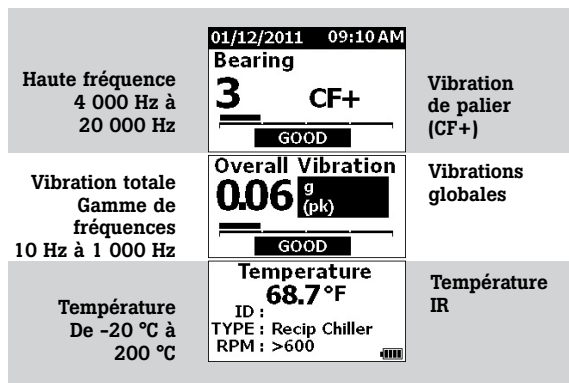 Haute fréquence
4 000 Hz à
20 000 Hz
01/12/2011 09:10 AM
Bearing
3 CF+
GOOD
Vibration
de palier
(CF+)
Vibration totale
Gamme de
fréquences
10 Hz à 1 000 Hz
Overall Vibration
0.06 g
(pk)
GOOD
Vibrations
globales
Température
De -20 °C à
200 °C
Temperature
68.7 °F
ID :
TYPE : Recip Chiller
RPM : >600
Température
IR